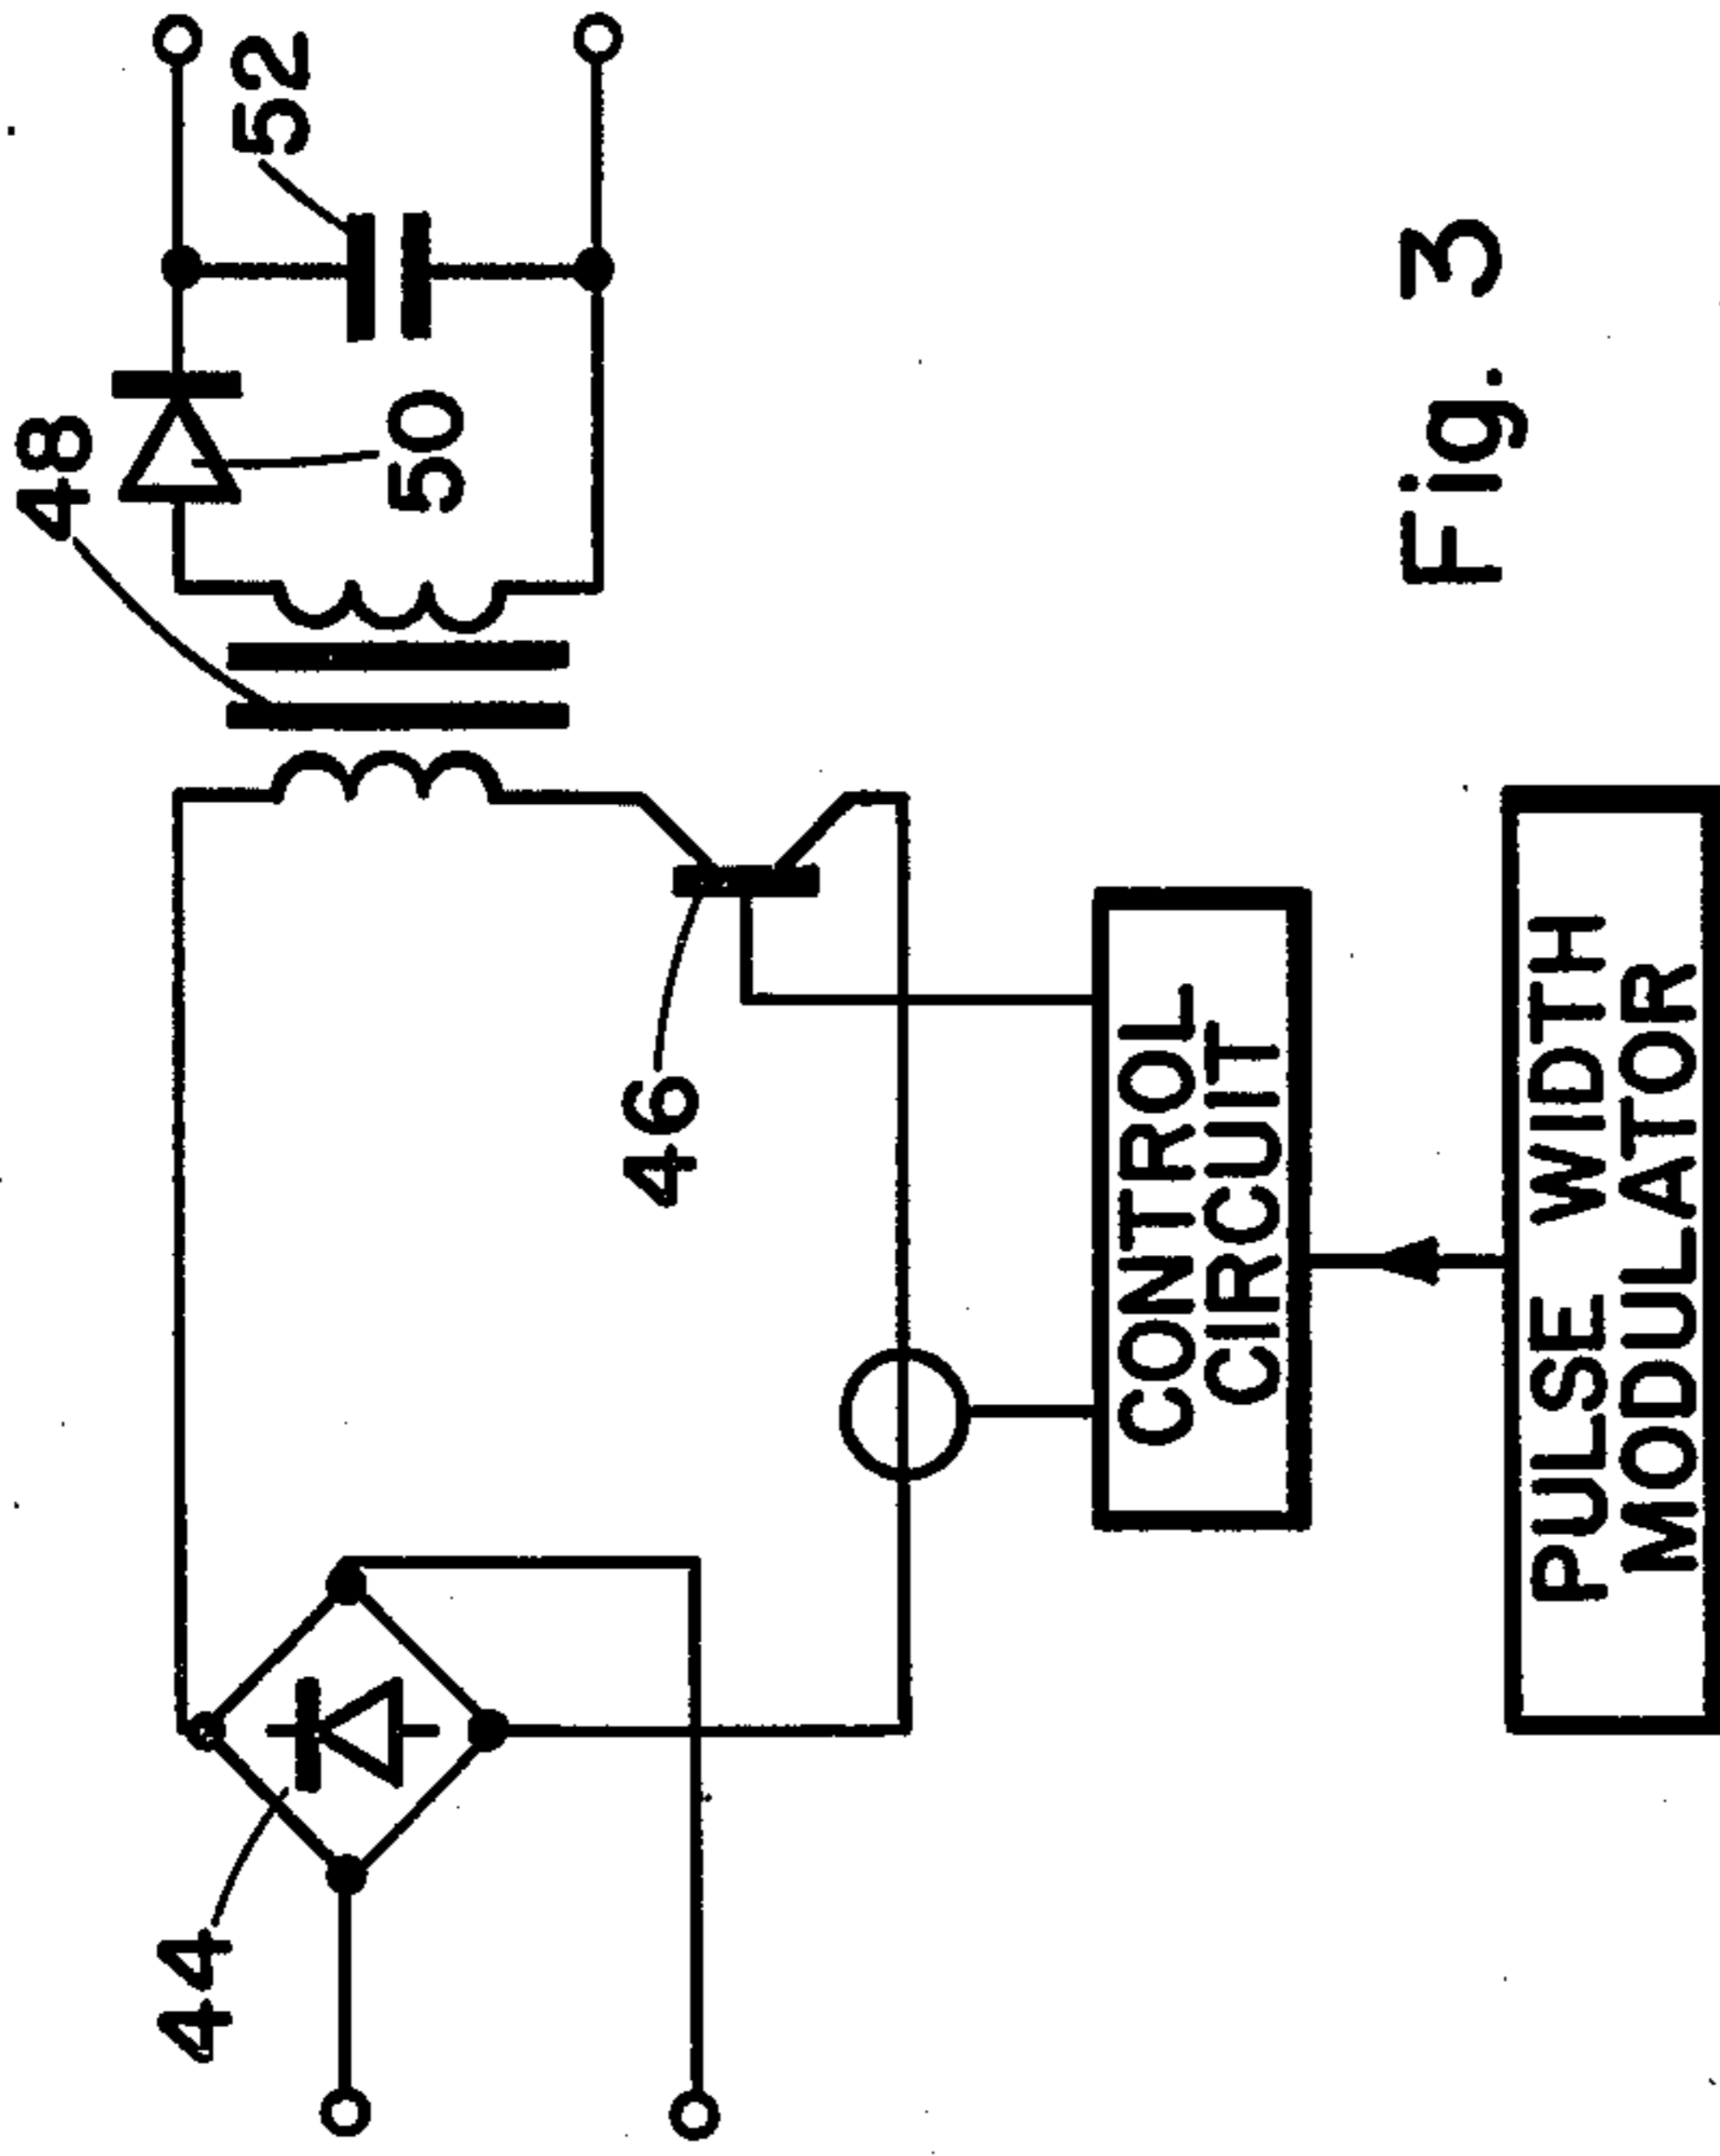 48
52
50
44
46
CONTROL
CIRCUIT
PULSE WIDTH
MODULATOR
Fig. 3